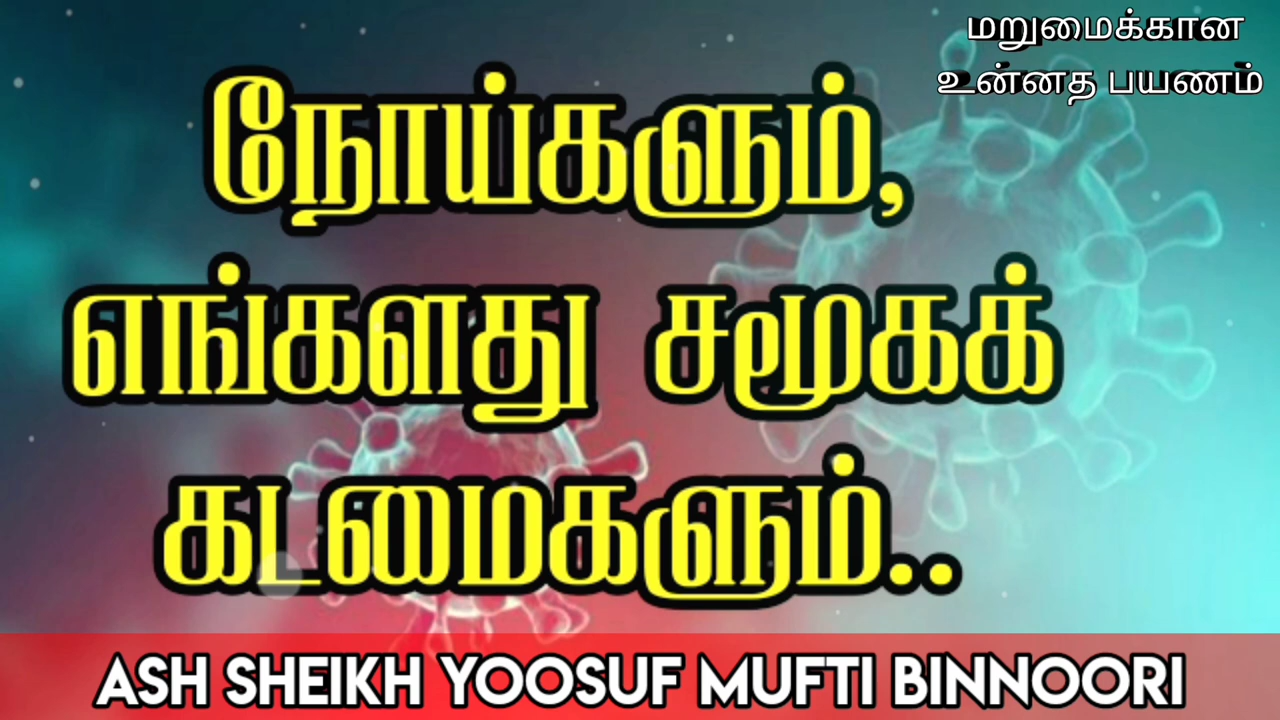 மறுமைக்கான
உன்னத பயணம்
நோய்களும்,
எங்களது சமூகக்
கடமைகளும்..
ASH SHEIKH YOOSUF MUFTI BINNOORI